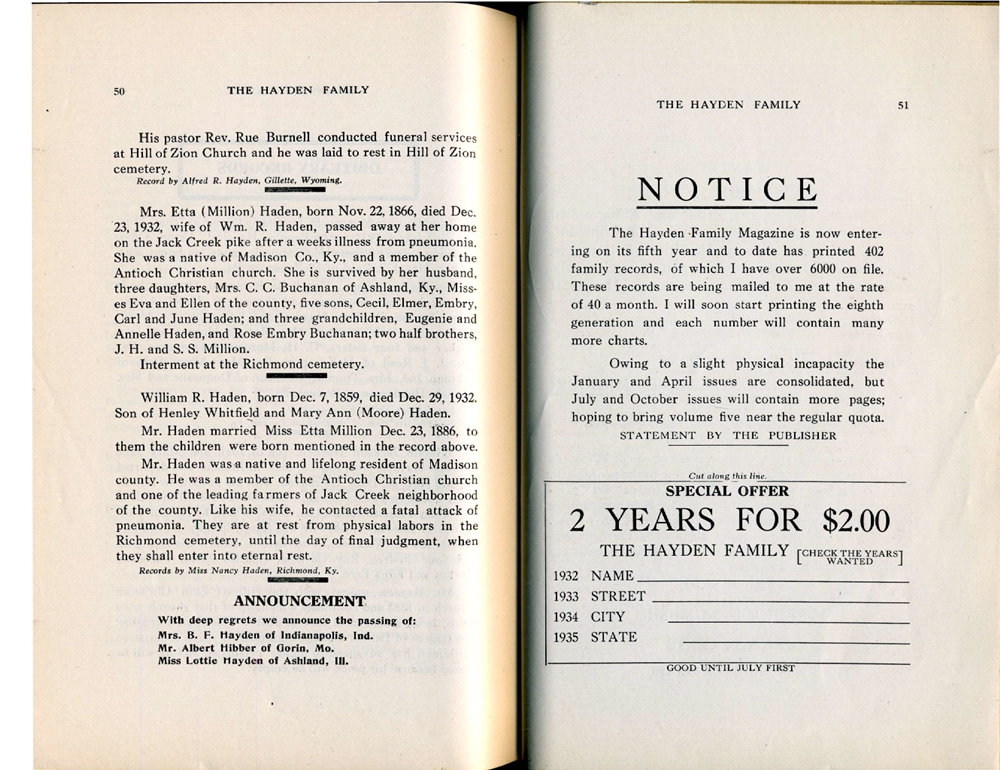 50 THE HAYDEN FAMILY
His pastor Rev. Rue Burnell conducted funeral services
at Hill of Zion Church and he was laid to rest in Hill of Zion
cemetery.
Record by Alfred R. Hayden, Gillette, Wyoming.
Mrs. Etta (Million) Haden, born Nov. 22, 1866, died Dec.
23, 1932, wife of Wm. R. Haden, passed away at her home
on the Jack Creek pike after a weeks illness from pneumonia.
She was a native of Madison Co., Ky., and a member of the
Antioch Christian church. She is survived by her husband,
three daughters, Mrs. C. C. Buchanan of Ashland, Ky., Miss-
es Eva and Ellen of the county, five sons, Cecil, Elmer, Embry,
Carl and June Haden; and three grandchildren, Eugenie and
Annelle Haden, and Rose Embry Buchanan; two half brothers,
J. H. and S. S. Million.
Interment at the Richmond cemetery.
William R. Haden, born Dec. 7, 1859, died Dec. 29, 1932.
Son of Henley Whitfield and Mary Ann (Moore) Haden.
Mr. Haden married Miss Etta Million Dec. 23, 1886, to
them the children were born mentioned in the record above.
Mr. Haden was a native and lifelong resident of Madison
county. He was a member of the Antioch Christian church
and one of the leading farmers of Jack Creek neighborhood
of the county. Like his wife, he contacted a fatal attack of
pneumonia. They are at rest from physical labors in the
Richmond cemetery, until the day of final judgment, when
they shall enter into eternal rest.
Records by Miss Nancy Haden, Richmond, Ky.
ANNOUNCEMENT
With deep regrets we announce the passing of:
Mrs. B. F. Hayden of Indianapolis, Ind.
Mr. Albert Hibber of Gorin, Mo.
Miss Lottie Hayden of Ashland, Ill.
THE HAYDEN FAMILY 51
NOTICE
The Hayden Family Magazine is now enter-
ing on its fifth year and to date has printed 402
family records, of which I have over 6000 on file.
These records are being mailed to me at the rate
of 40 a month. I will soon start printing the eighth
generation and each number will contain many
more charts.
Owing to a slight physical incapacity the
January and April issues are consolidated, but
July and October issues will contain more pages;
hoping to bring volume five near the regular quota.
STATEMENT BY THE PUBLISHER
Cut along this line.
SPECIAL OFFER
2 YEARS FOR $2.00
THE HAYDEN FAMILY [CHECK THE YEARS WANTED]
1932 NAME
1933 STREET
1934 CITY
1935 STATE
GOOD UNTIL JULY FIRST